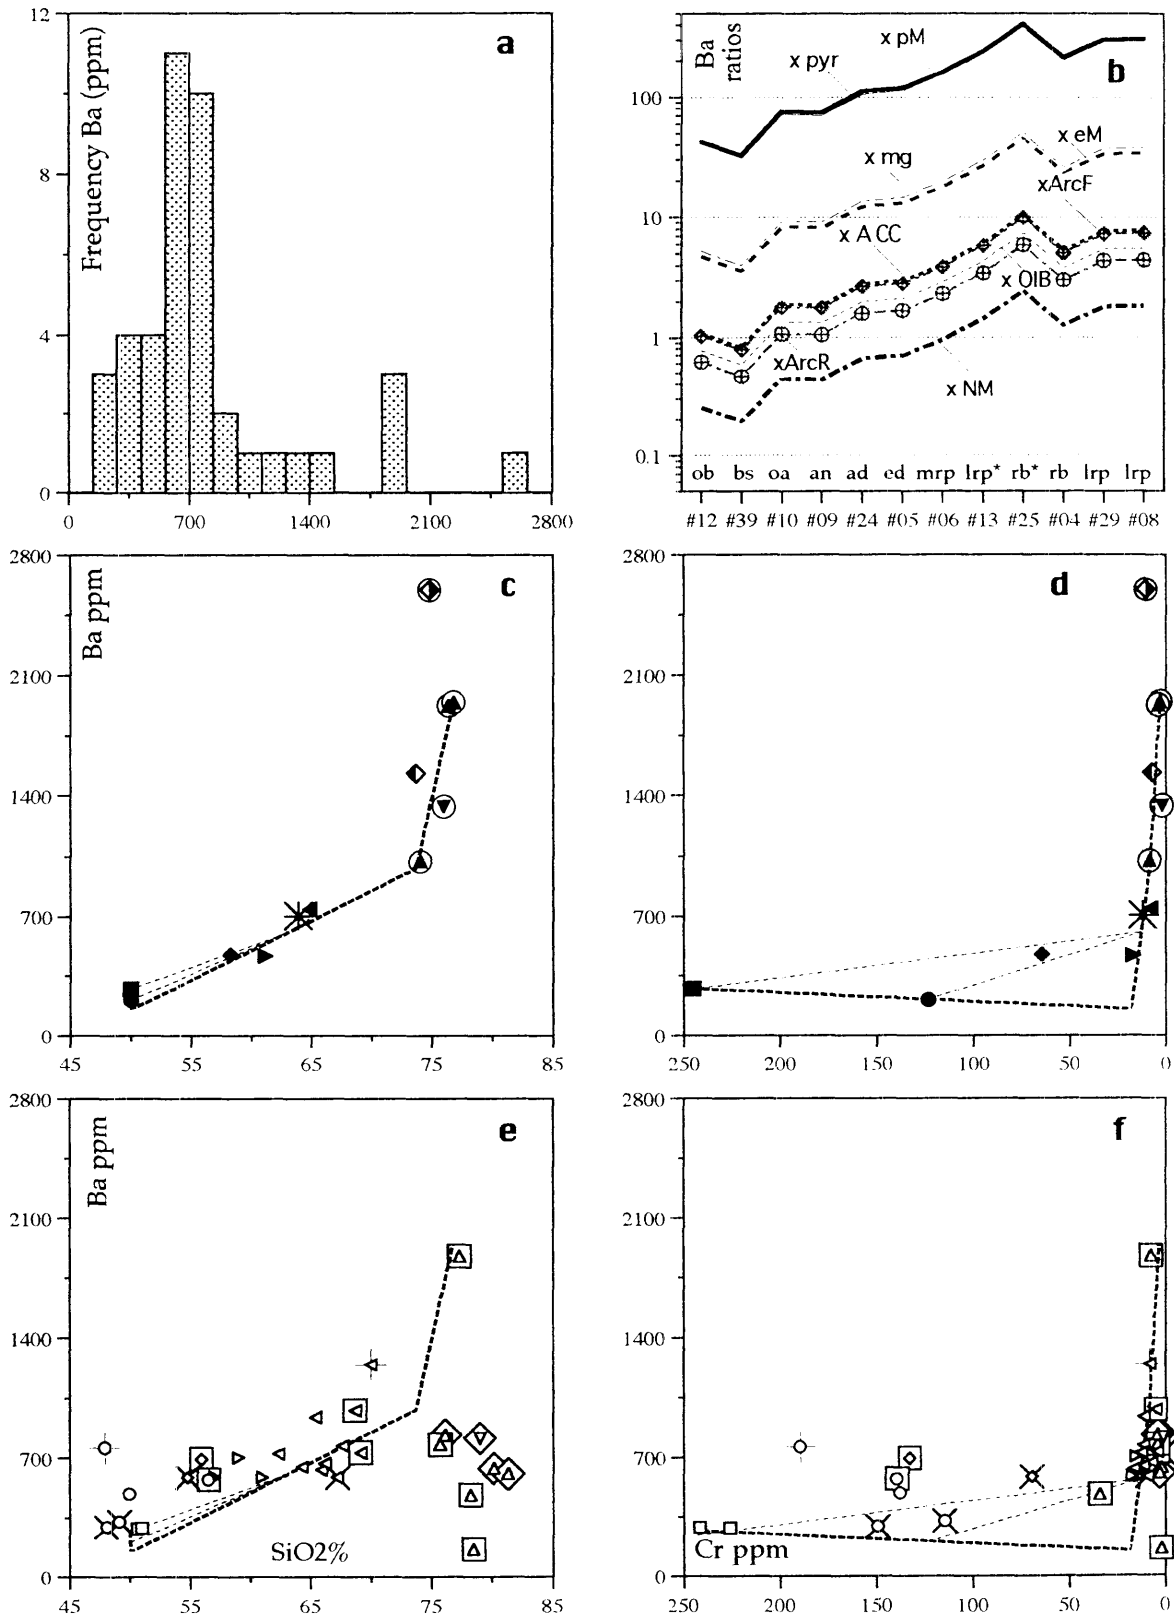 a
Frequency Ba (ppm)
12
8
4
0
0 700 1400 2100 2800
b
Ba ratios
x pM
x pyr
x eM
x mg
xArcF
x A CC
x OIB
xArcR
x NM
100
10
1
0.1
ob bs oa an ad ed mrp lrp* rb* rb lrp lrp
#12 #39 #10 #09 #24 #05 #06 #13 #25 #04 #29 #08
c
Ba ppm
2800
2100
1400
700
0
45 55 65 75 85
d
2800
2100
1400
700
0
250 200 150 100 50 0
e
Ba ppm
2800
2100
1400
700
0
SiO2%
45 55 65 75 85
f
2800
2100
1400
700
0
Cr ppm
250 200 150 100 50 0